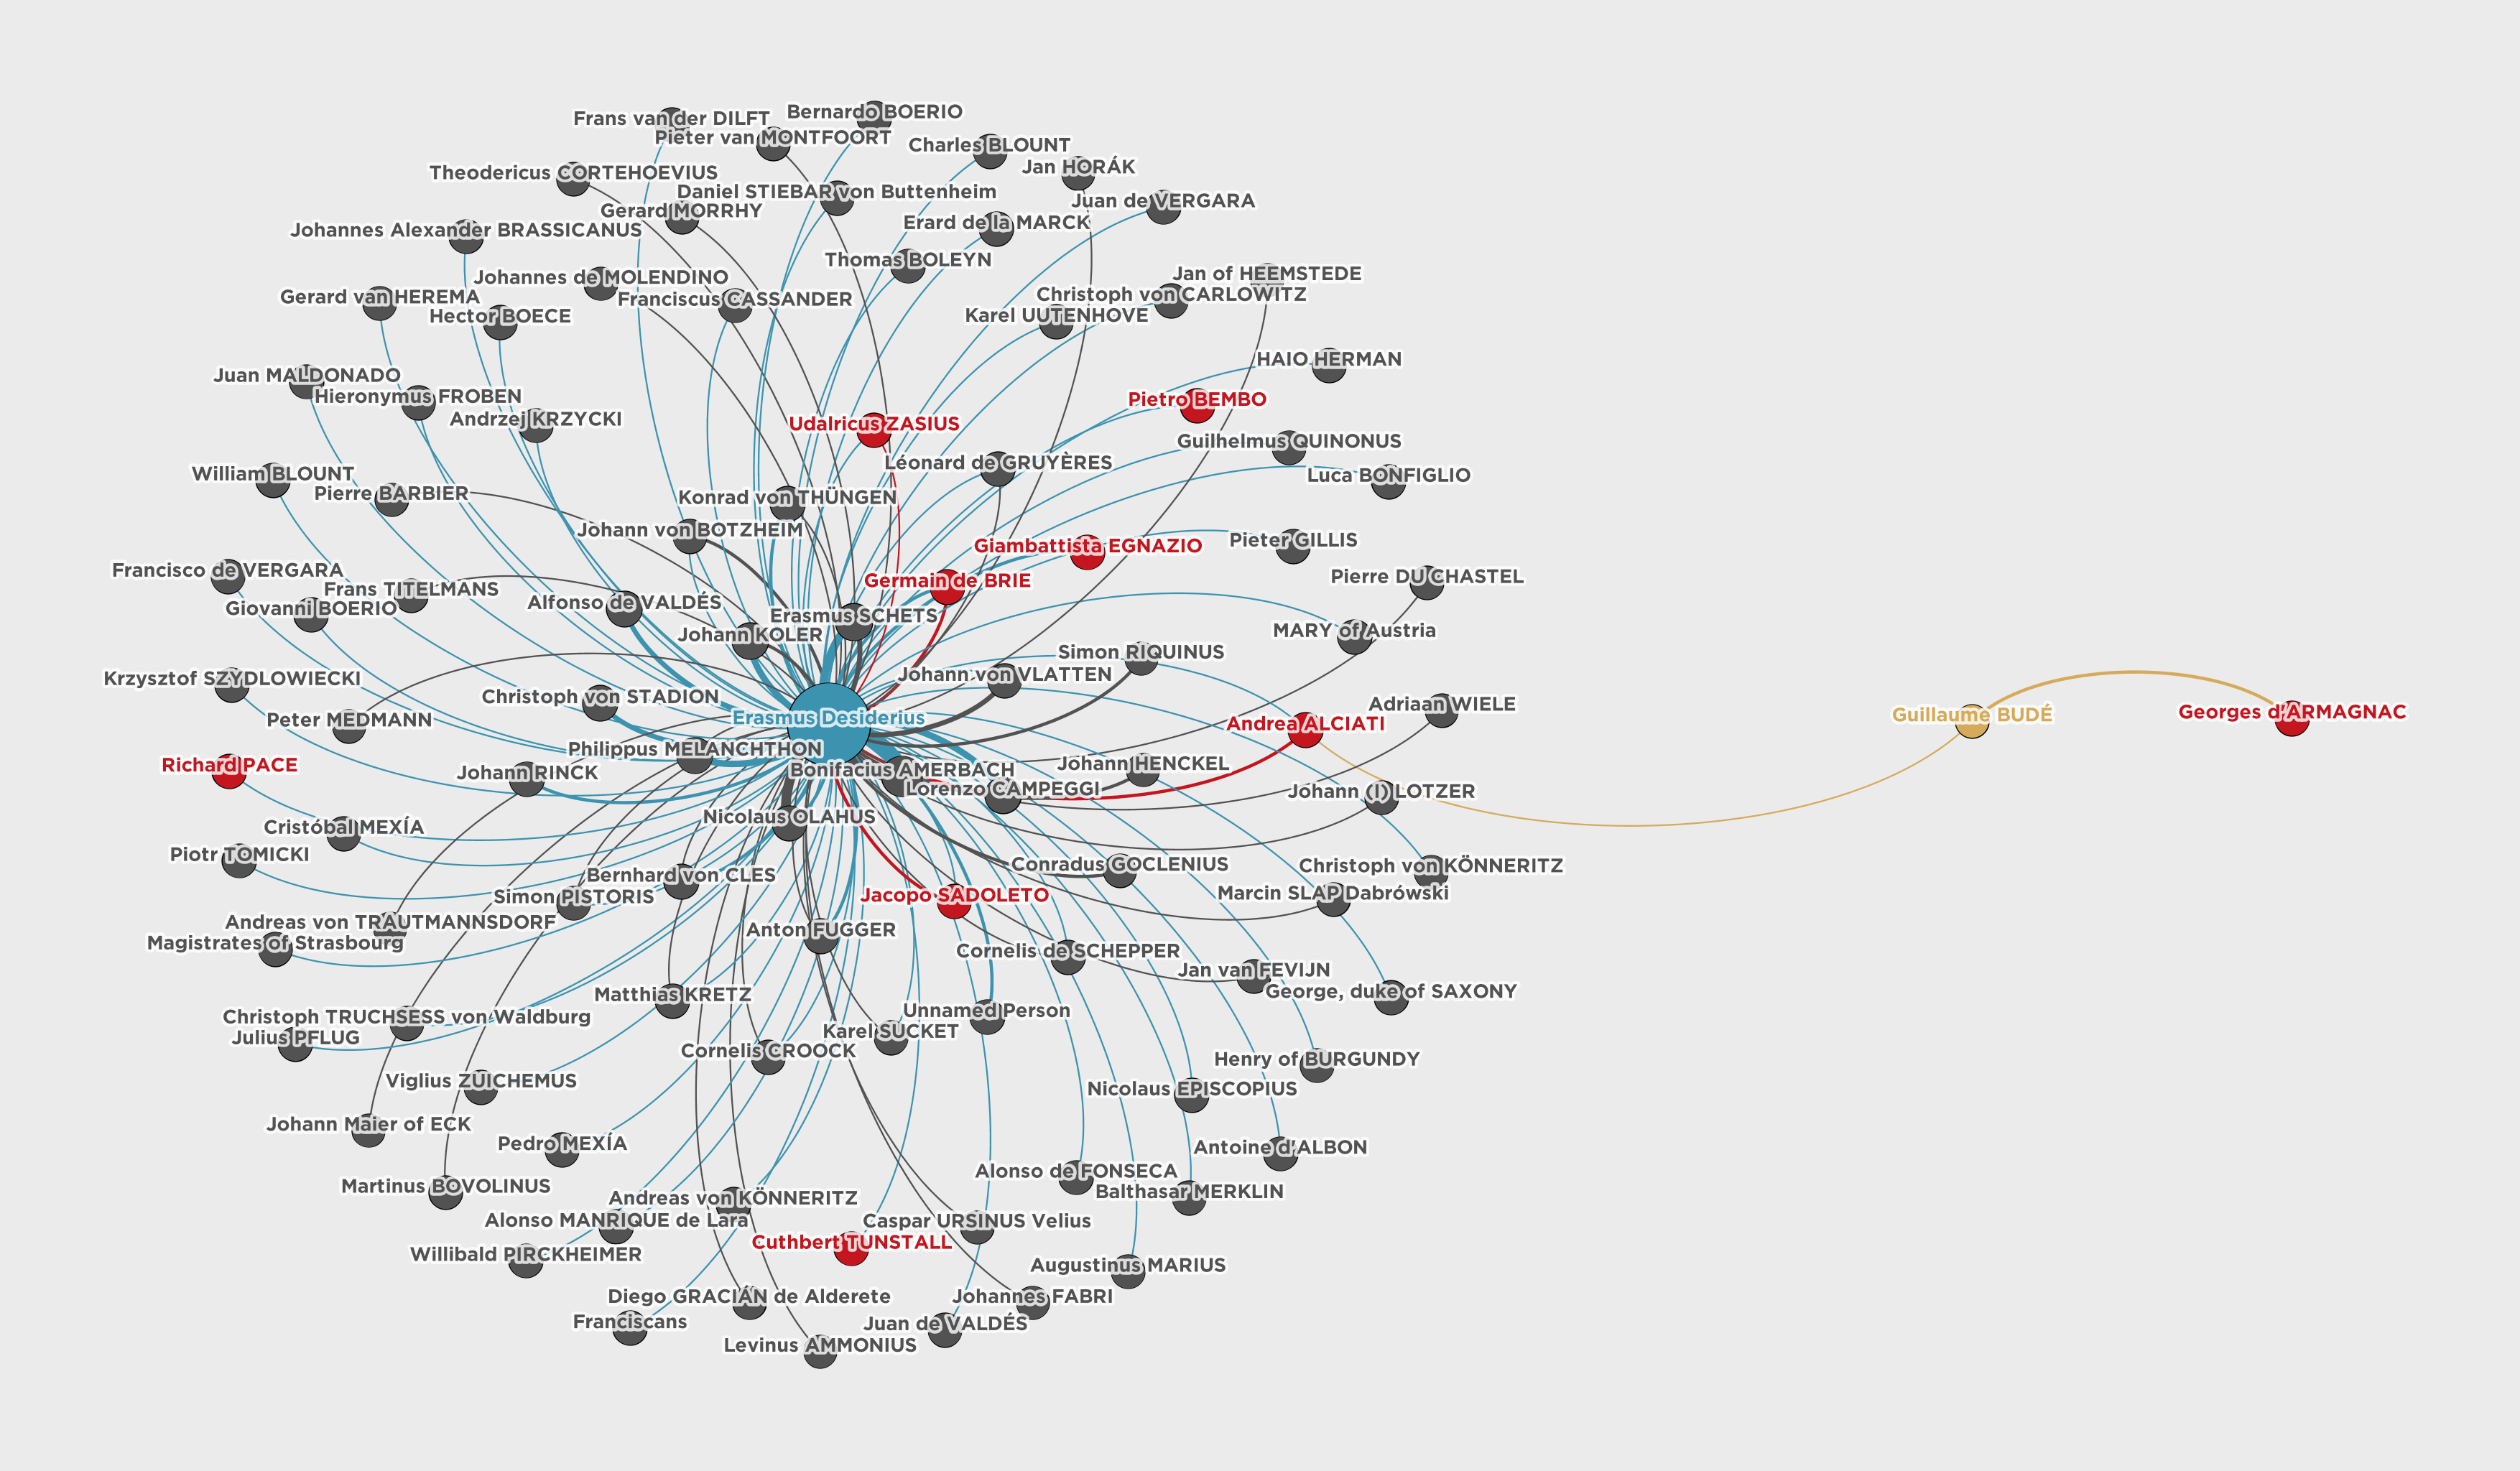 Bernardo BOERIO
Frans van der DILFT
Pieter van MONTFOORT
Charles BLOUNT
Jan HORÁK
Theodericus CORTEHOEVIUS
Daniel STIEBAR von Buttenheim
Juan de VERGARA
Gerard MORRHY
Erard de la MARCK
Johannes Alexander BRASSICANUS
Thomas BOLEYN
Jan of HEEMSTEDE
Johannes de MOLENDINO
Christoph von CARLOWITZ
Gerard van HEREMA
Franciscus CASSANDER
Hector BOECE
Karel UUTENHOVE
HAIO HERMAN
Juan MALDONADO
Hieronymus FROBEN
Pietro BEMBO
Andrzej KRZYCKI
Udalricus ZASIUS
Guilhelmus QUINONUS
Léonard de GRUYÈRES
William BLOUNT
Luca BONFIGLIO
Pierre BARBIER
Konrad von THÜNGEN
Johann von BOTZHEIM
Pieter GILLIS
Giambattista EGNAZIO
Francisco de VERGARA
Pierre DU CHASTEL
Germain de BRIE
Frans TITELMANS
Alfonso de VALDÉS
Giovanni BOERIO
Erasmus SCHETS
MARY of Austria
Johann KOLER
Simon RIQUINUS
Johann von VLATTEN
Krzysztof SZYDLOWIECKI
Christoph von STADION
Adriaan WIELE
Georges d'ARMAGNAC
Guillaume BUDÉ
Erasmus Desiderius
Peter MEDMANN
Andrea ALCIATI
Philippus MELANCHTHON
Richard PACE
Johann HENCKEL
Johann RINCK
Bonifacius AMERBACH
Lorenzo CAMPEGGI
Johann (I) LOTZER
Nicolaus OLAHUS
Cristóbal MEXÍA
Piotr TOMICKI
Conradus GOCLENIUS
Christoph von KÖNNERITZ
Bernhard von CLES
Marcin SLAP Dabrówski
Simon PISTORIS
Jacopo SADOLETO
Andreas von TRAUTMANNSDORF
Anton FUGGER
Magistrates of Strasbourg
Cornelis de SCHEPPER
Jan van FEVIJN
George, duke of SAXONY
Matthias KRETZ
Unnamed Person
Christoph TRUCHSESS von Waldburg
Karel SUCKET
Julius PFLUG
Cornelis CROOCK
Henry of BURGUNDY
Viglius ZUICHEMUS
Nicolaus EPISCOPIUS
Johann Maier of ECK
Pedro MEXÍA
Antoine d'ALBON
Alonso de FONSECA
Martinus BOVOLINUS
Balthasar MERKLIN
Andreas von KÖNNERITZ
Alonso MANRIQUE de Lara
Caspar URSINUS Velius
Cuthbert TUNSTALL
Willibald PIRCKHEIMER
Augustinus MARIUS
Diego GRACIÁN de Alderete
Johannes FABRI
Franciscans
Juan de VALDÉS
Levinus AMMONIUS